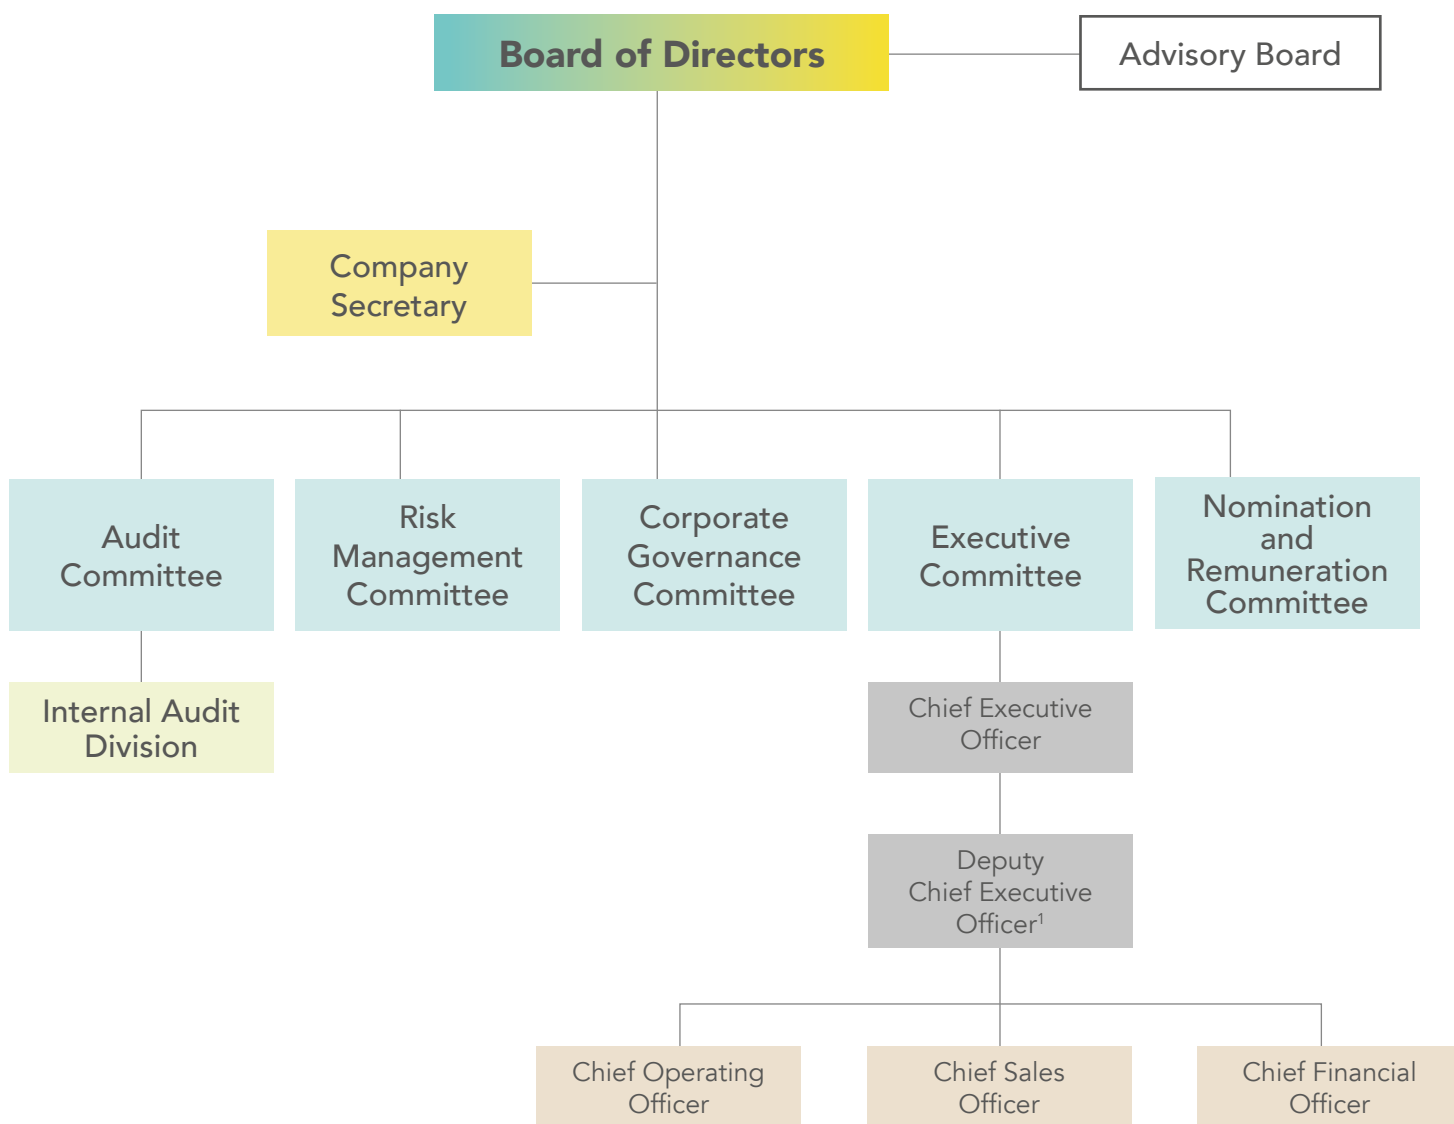 Board of Directors
Advisory Board
Company
Secretary
Audit
Committee
Risk
Management
Committee
Corporate
Governance
Committee
Executive
Committee
Nomination
and
Remuneration
Committee
Internal Audit
Division
Chief Executive
Officer
Deputy
Chief Executive
Officer¹
Chief Operating
Officer
Chief Sales
Officer
Chief Financial
Officer